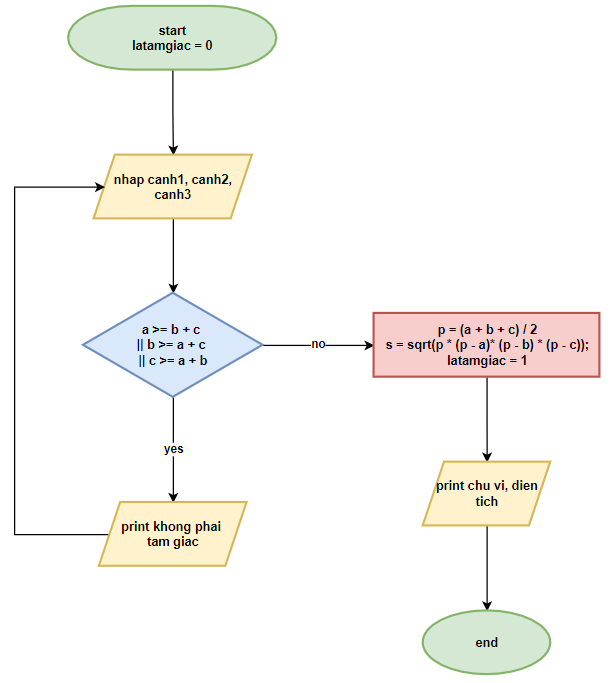 start
latamgiac = 0
nhap canh1, canh2,
canh3
a >= b + c
|| b >= a + c
|| c >= a + b
no
p = (a + b + c) / 2
s = sqrt(p * (p - a)* (p - b) * (p - c));
latamgiac = 1
yes
print chu vi, dien
tich
print khong phai
tam giac
end